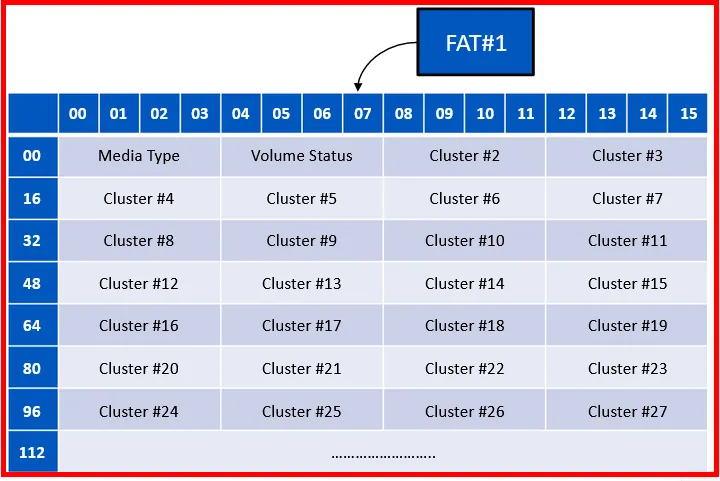 FAT#1
00 01 02 03 04 05 06 07 08 09 10 11 12 13 14 15
00 Media Type Volume Status Cluster #2 Cluster #3
16 Cluster #4 Cluster #5 Cluster #6 Cluster #7
32 Cluster #8 Cluster #9 Cluster #10 Cluster #11
48 Cluster #12 Cluster #13 Cluster #14 Cluster #15
64 Cluster #16 Cluster #17 Cluster #18 Cluster #19
80 Cluster #20 Cluster #21 Cluster #22 Cluster #23
96 Cluster #24 Cluster #25 Cluster #26 Cluster #27
112 ……………………..